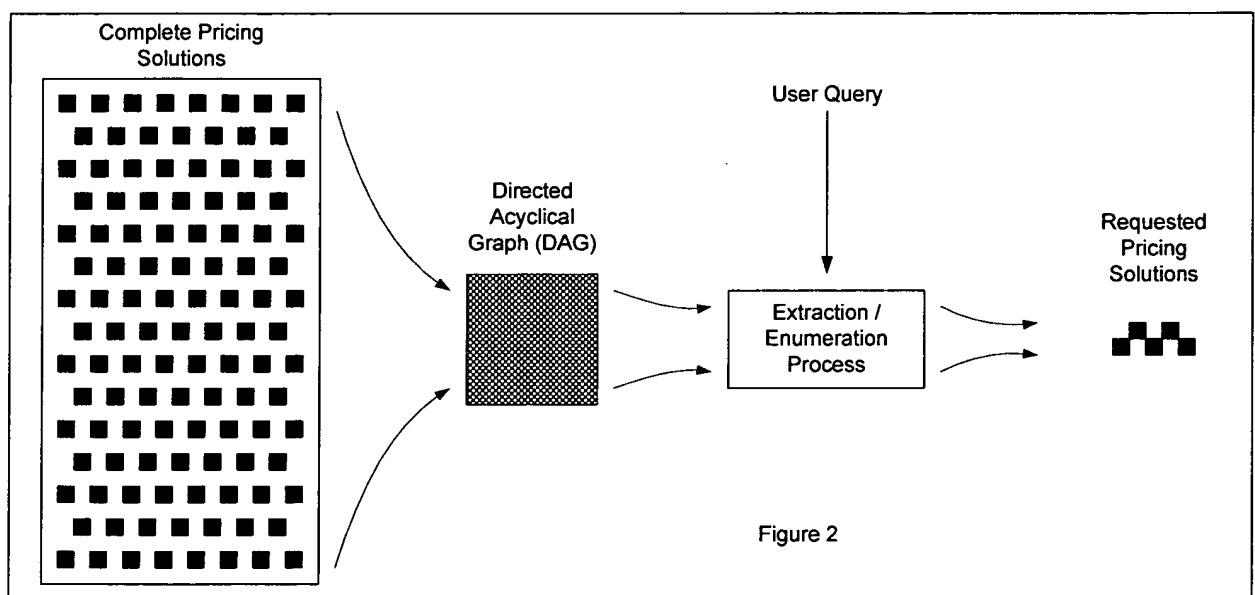 Complete Pricing
Solutions
User Query
Directed
Acyclical
Graph (DAG)
Requested
Pricing
Solutions
Extraction /
Enumeration
Process
Figure 2